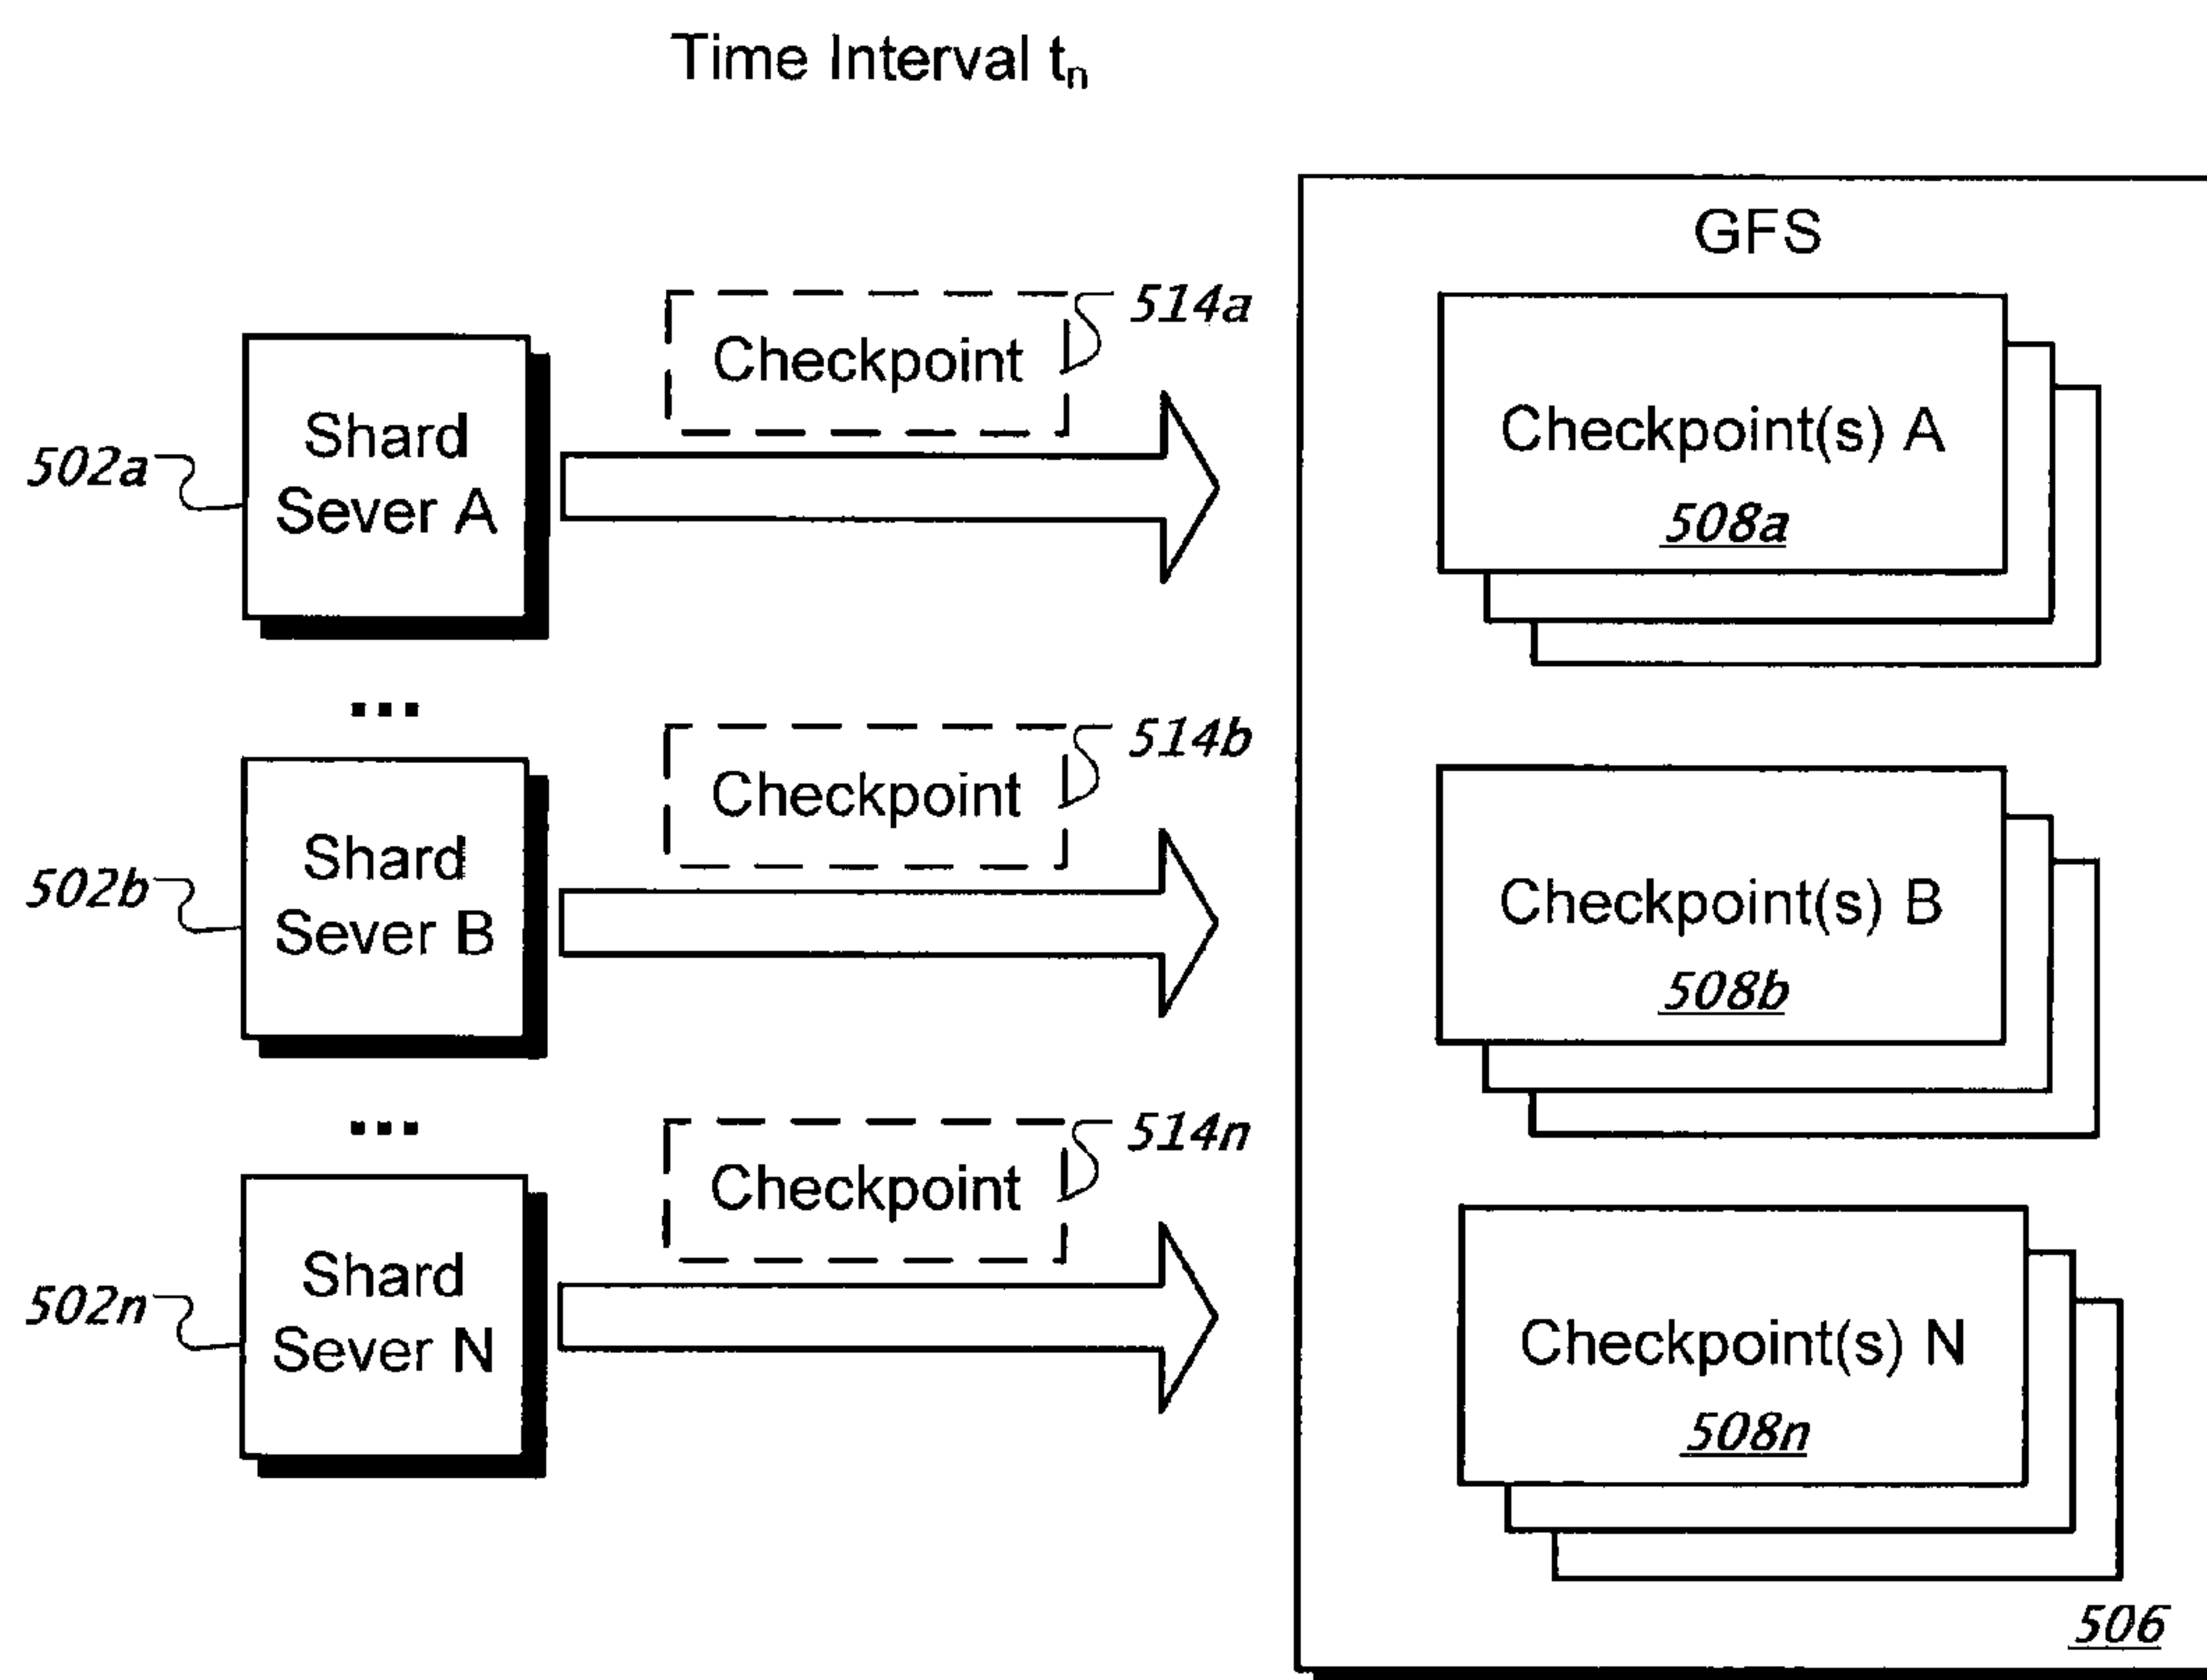 Time Interval tn
GFS
514a
Checkpoint
Shard
Sever A
502a
Checkpoint(s) A
508a
...
514b
Checkpoint
Shard
Sever B
502b
Checkpoint(s) B
508b
...
514n
Checkpoint
Shard
Sever N
502n
Checkpoint(s) N
508n
506